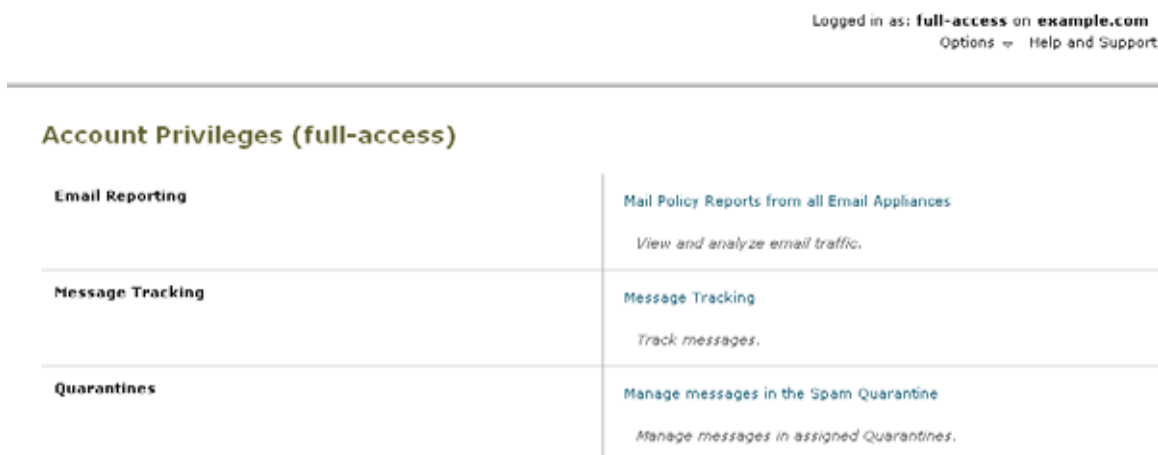 Logged in as: full-access on example.com
Options Help and Support
Account Privileges (full-access)
Email Reporting
Mail Policy Reports from all Email Appliances
View and analyze email traffic.
Message Tracking
Message Tracking
Track messages.
Quarantines
Manage messages in the Spam Quarantine
Manage messages in assigned Quarantines.